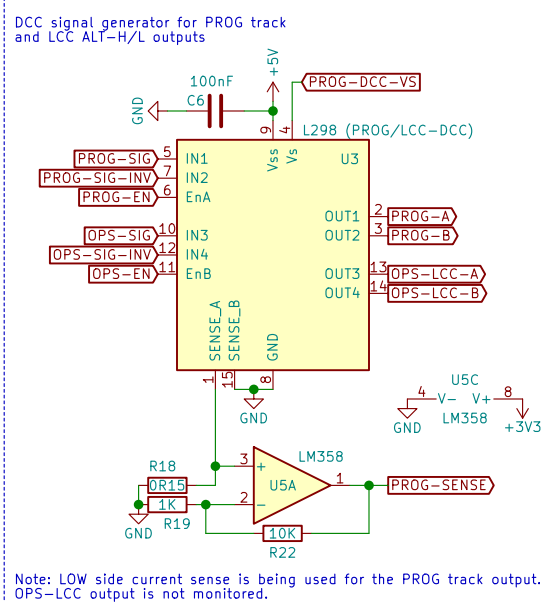 DCC signal generator for PROG track
and LCC ALT-H/L outputs
+5V
100nF
C6
GND
PROG-DCC-VS
9
4
L298 (PROG/LCC-DCC)
Vss
Vs
U3
PROG-SIG 5 IN1
PROG-SIG-INV 7 IN2
PROG-EN 6 EnA
OUT1 2 PROG-A
OPS-SIG 10 IN3
OUT2 3 PROG-B
OPS-SIG-INV 12 IN4
OPS-EN 11 EnB
OUT3 13 OPS-LCC-A
OUT4 14 OPS-LCC-B
SENSE_A
SENSE_B
GND
1
15
8
GND
U5C
4 V- V+ 8
GND
LM358
+3V3
LM358
R18
3 +
0R15
U5A
1
PROG-SENSE
1K
2 -
R19
GND
10K
R22
Note: LOW side current sense is being used for the PROG track output.
OPS-LCC output is not monitored.